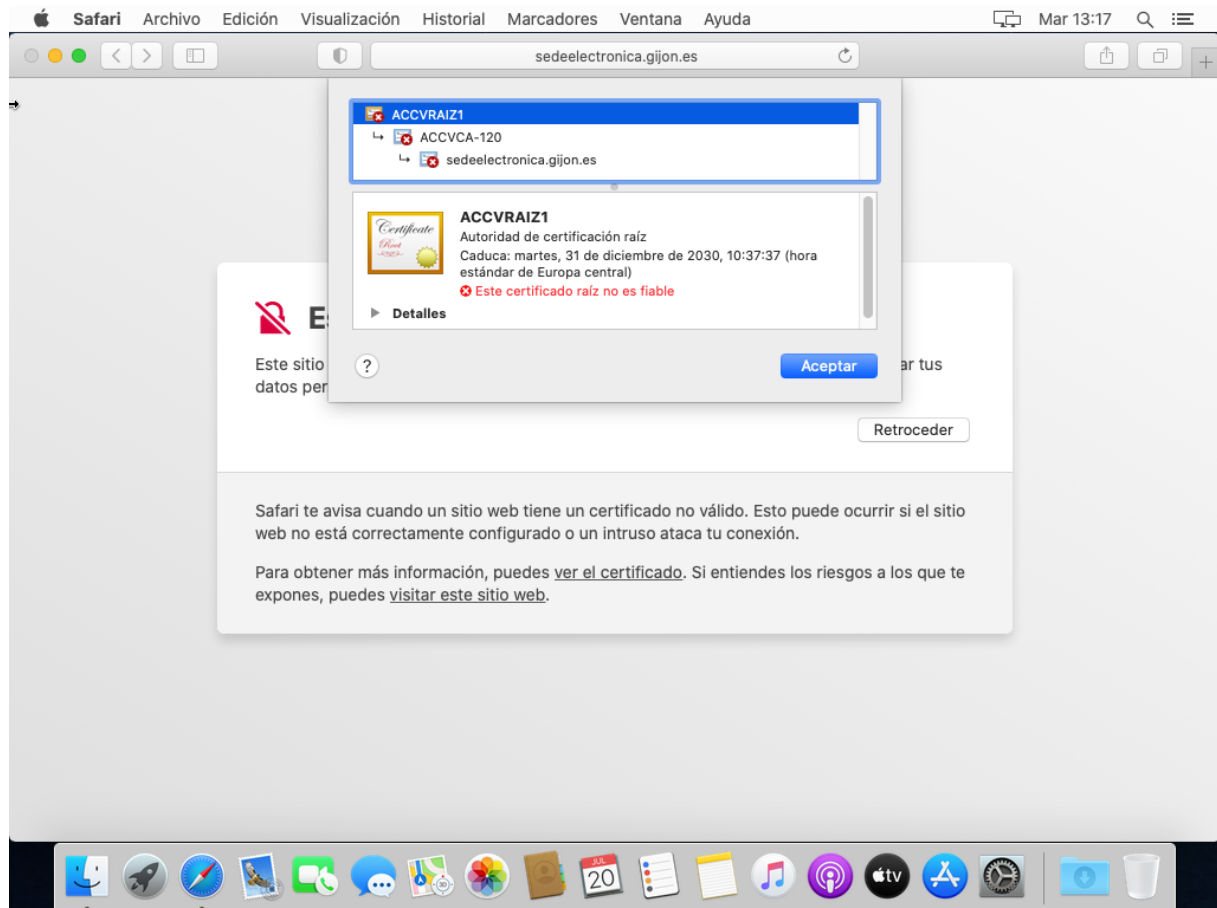 Safari Archivo Edición Visualización Historial Marcadores Ventana Ayuda Mar 13:17
sedeelectronica.gijon.es
ACCVRAIZ1
ACCVCA-120
sedeelectronica.gijon.es
Certificate
Root
ACCVRAIZ1
Autoridad de certificación raíz
Caduca: martes, 31 de diciembre de 2030, 10:37:37 (hora
estándar de Europa central)
Este certificado raíz no es fiable
Detalles
? Aceptar
Este sitio ar tus
datos per
Retroceder
Safari te avisa cuando un sitio web tiene un certificado no válido. Esto puede ocurrir si el sitio
web no está correctamente configurado o un intruso ataca tu conexión.
Para obtener más información, puedes ver el certificado. Si entiendes los riesgos a los que te
expones, puedes visitar este sitio web.
JUL
20
tv